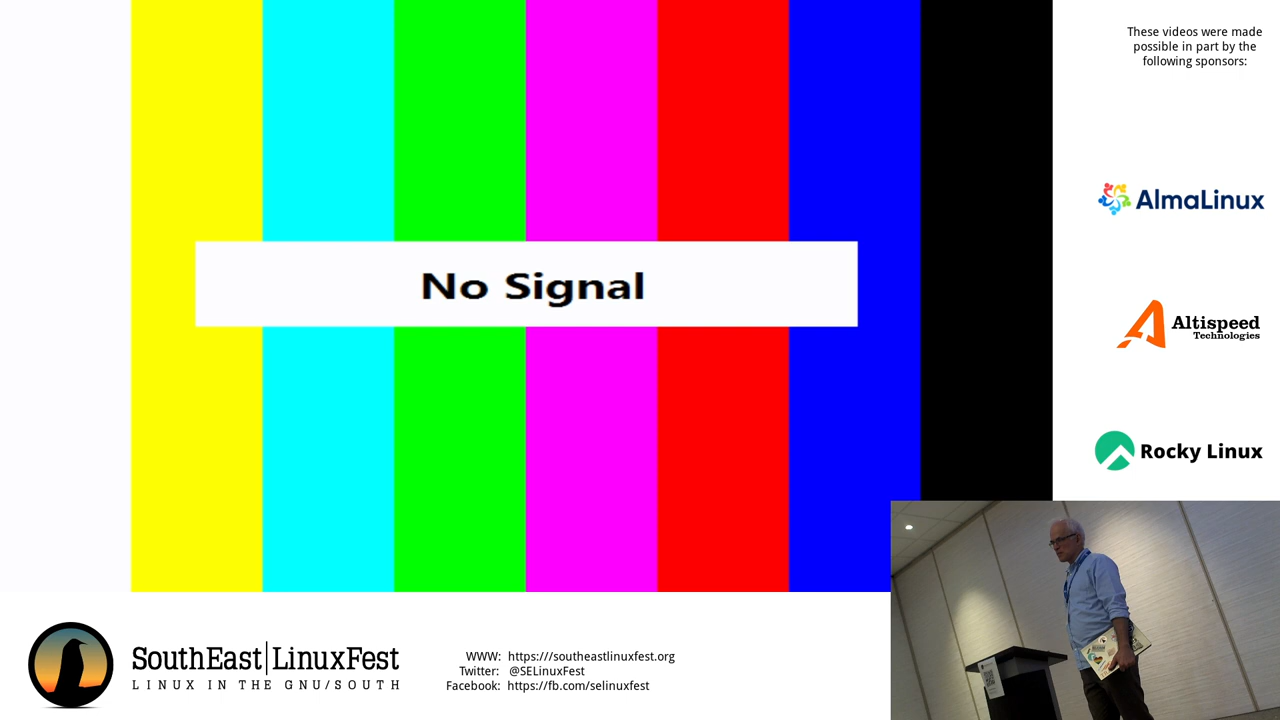 These videos were made
possible in part by the
following sponsors:
No Signal
AlmaLinux
Altispeed
Technologies
Rocky Linux
SouthEast LinuxFest
LINUX IN THE GNU/SOUTH
WWW: https://southeastlinuxfest.org
Twitter: @SELinuxFest
Facebook: https://fb.com/selinuxfest